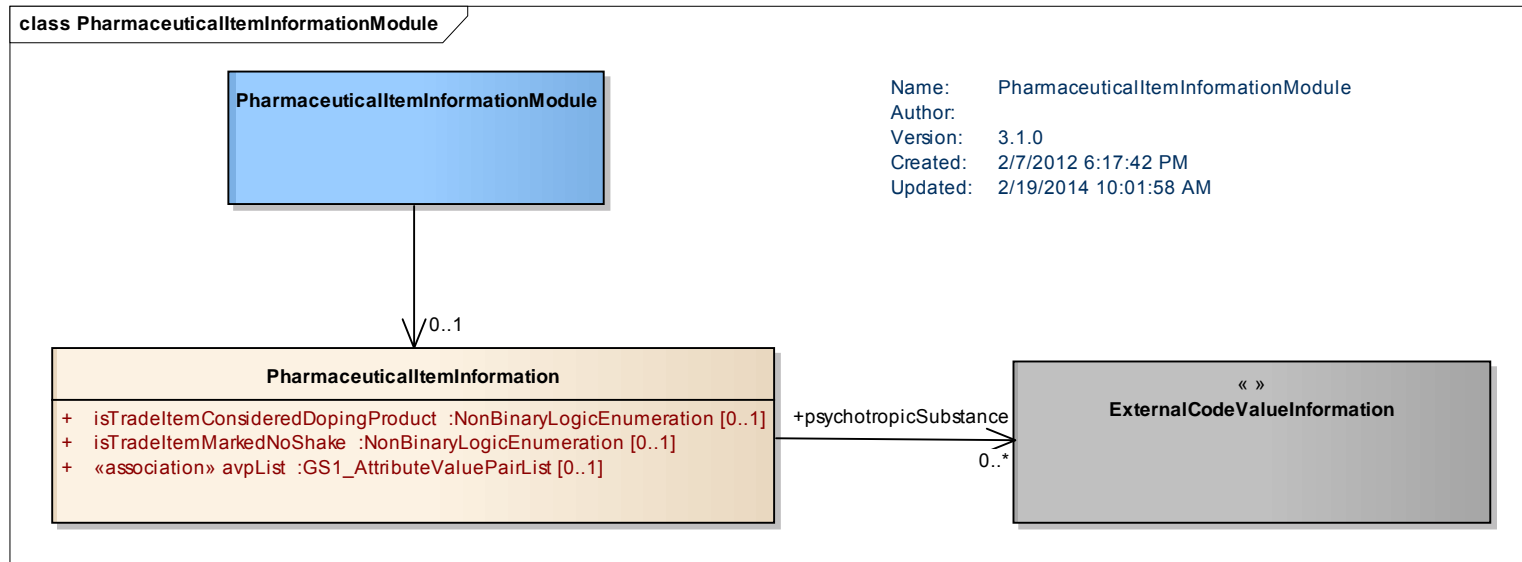 class PharmaceuticalItemInformationModule
PharmaceuticalItemInformationModule
Name: PharmaceuticalItemInformationModule
Author:
Version: 3.1.0
Created: 2/7/2012 6:17:42 PM
Updated: 2/19/2014 10:01:58 AM
0..1
PharmaceuticalItemInformation
+ isTradeItemConsideredDopingProduct :NonBinaryLogicEnumeration [0..1]
+ isTradeItemMarkedNoShake :NonBinaryLogicEnumeration [0..1]
+ «association» avpList :GS1_AttributeValuePairList [0..1]
+psychotropicSubstance
0..*
« »
ExternalCodeValueInformation